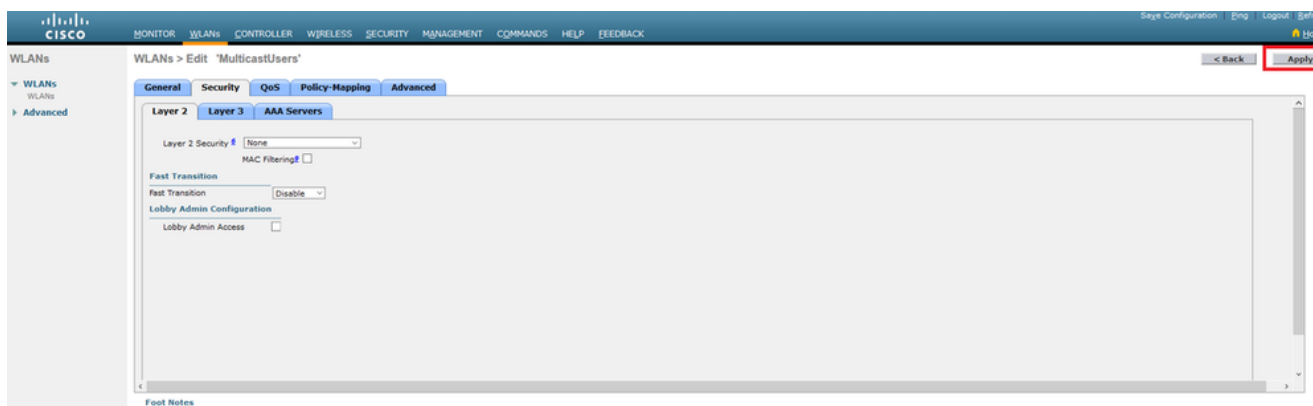 Save Configuration | Ping | Logout | Ref
CISCO MONITOR WLANs CONTROLLER WIRELESS SECURITY MANAGEMENT COMMANDS HELP FEEDBACK Ho
WLANs WLANs > Edit 'MulticastUsers' < Back Apply
WLANs General Security QoS Policy-Mapping Advanced
WLANs
Advanced Layer 2 Layer 3 AAA Servers
Layer 2 Security None
MAC Filtering
Fast Transition
Fast Transition Disable
Lobby Admin Configuration
Lobby Admin Access
Foot Notes